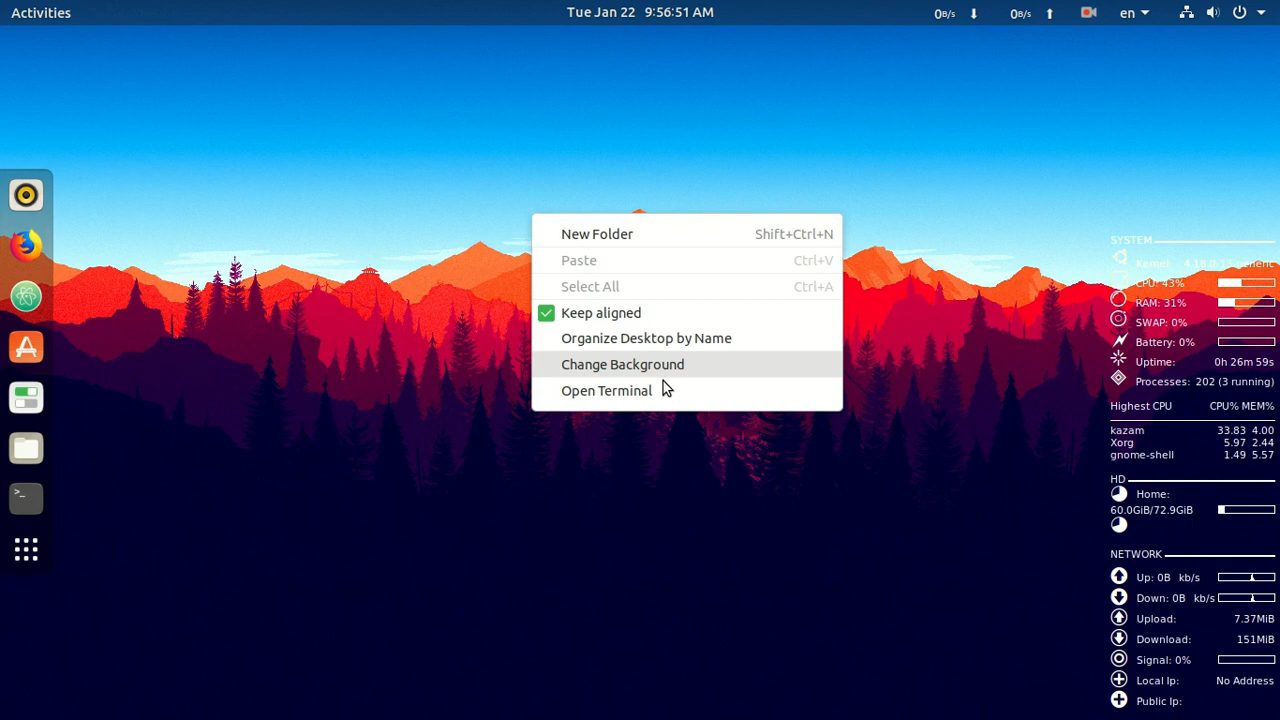 Activities
Tue Jan 22 9:56:51 AM
0B/s 0B/s en
New Folder Shift+Ctrl+N
Paste Ctrl+V
Select All Ctrl+A
Keep aligned
Organize Desktop by Name
Change Background
Open Terminal
>_
SYSTEM
Kernel:
CPU: 43%
RAM: 31%
SWAP: 0%
Battery: 0%
Uptime: 0h 26m 59s
Processes: 202 (3 running)
Highest CPU CPU% MEM%
kazam 33.83 4.00
Xorg 5.97 2.44
gnome-shell 1.49 5.57
HD
Home:
60.0GiB/72.9GiB
NETWORK
Up: 0B kb/s
Down: 0B kb/s
Upload: 7.37MiB
Download: 151MiB
Signal: 0%
Local Ip: No Address
Public Ip: